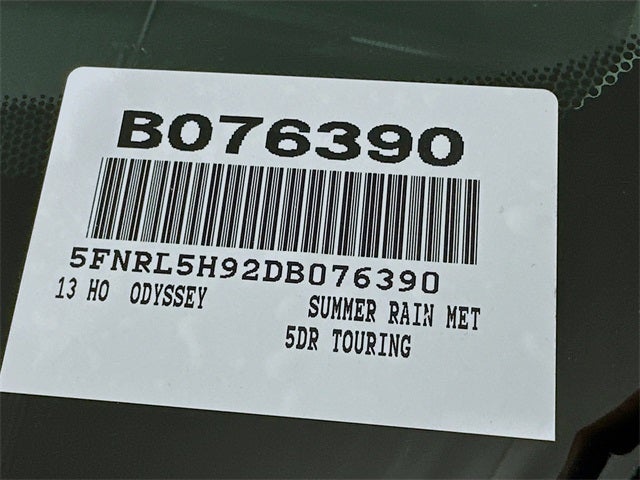 B076390
5FNRL5H92DB076390
13 HO ODYSSEY SUMMER RAIN MET
5DR TOURING